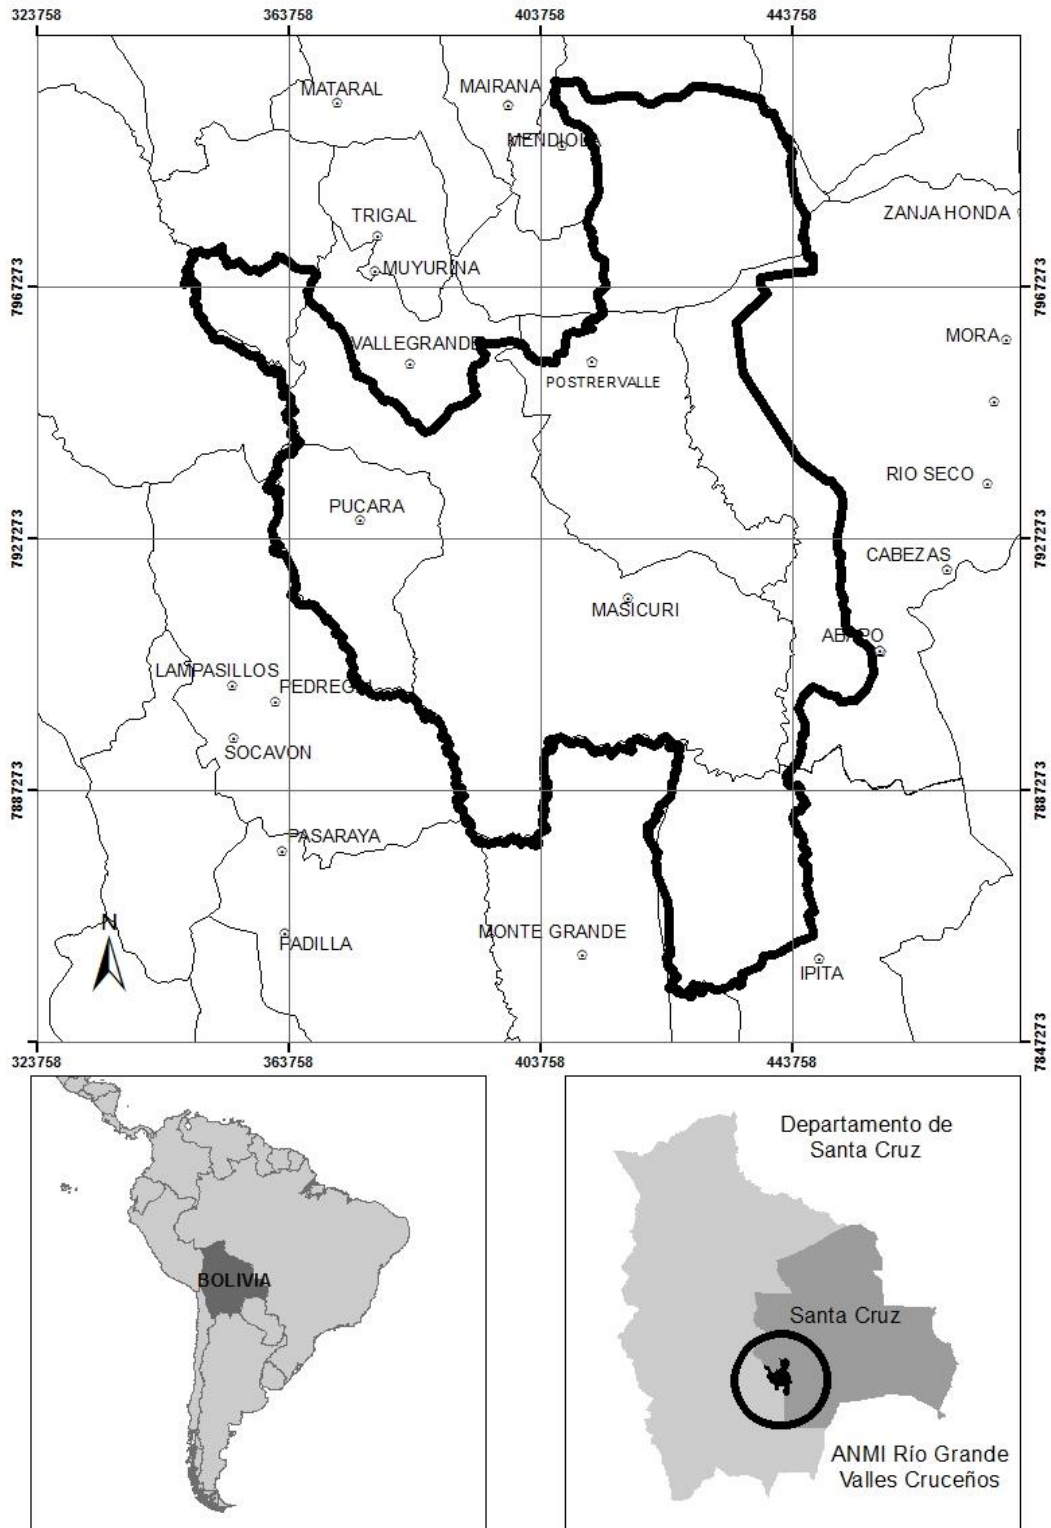 323758 363758 403758 443758
MATARAL
MAIRANA
MENDIOLA
ZANJA HONDA
TRIGAL
MUYURINA
7967273
7967273
MORA
VALLEGRANDE
POSTRERVALLE
RIO SECO
PUCARA
7927273
7927273
CABEZAS
MASICURI
ABAPO
LAMPASILLOS
PEDREGAL
SOCAVON
7887273
7887273
PASARAYA
N
MONTE GRANDE
PADILLA
IPITA
7847273
323758 363758 403758 443758
BOLIVIA
Departamento de
Santa Cruz
Santa Cruz
ANMI Río Grande
Valles Cruceños